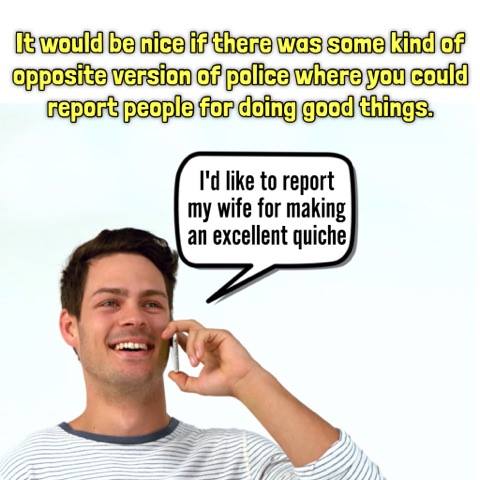 It would be nice if there was some kind of
opposite version of police where you could
report people for doing good things.
I'd like to report
my wife for making
an excellent quiche